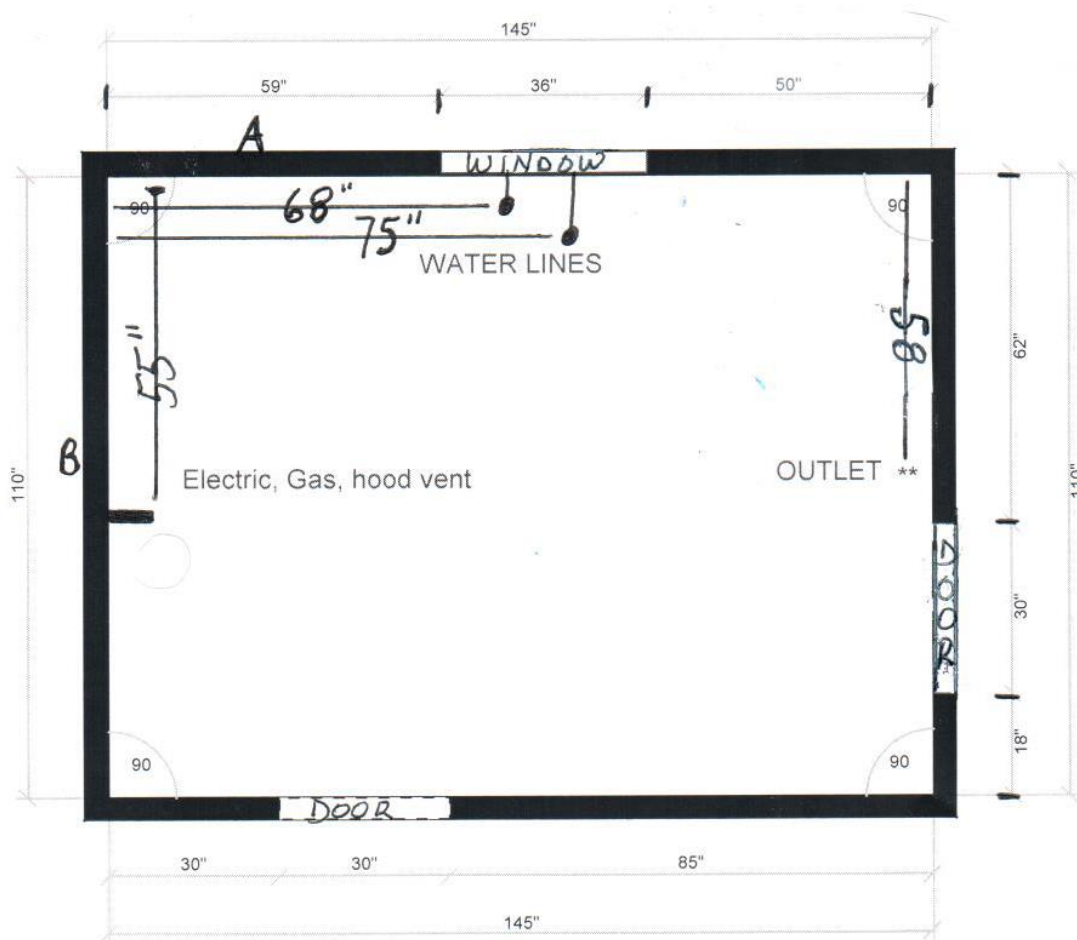 145"
59" 36" 50"
A
WINDOW
90 68" 90
75"
WATER LINES
55" 58 62"
B
110" Electric, Gas, hood vent OUTLET ** 110"
DOOR 30"
90 90 18"
DOOR
30" 30" 85"
145"